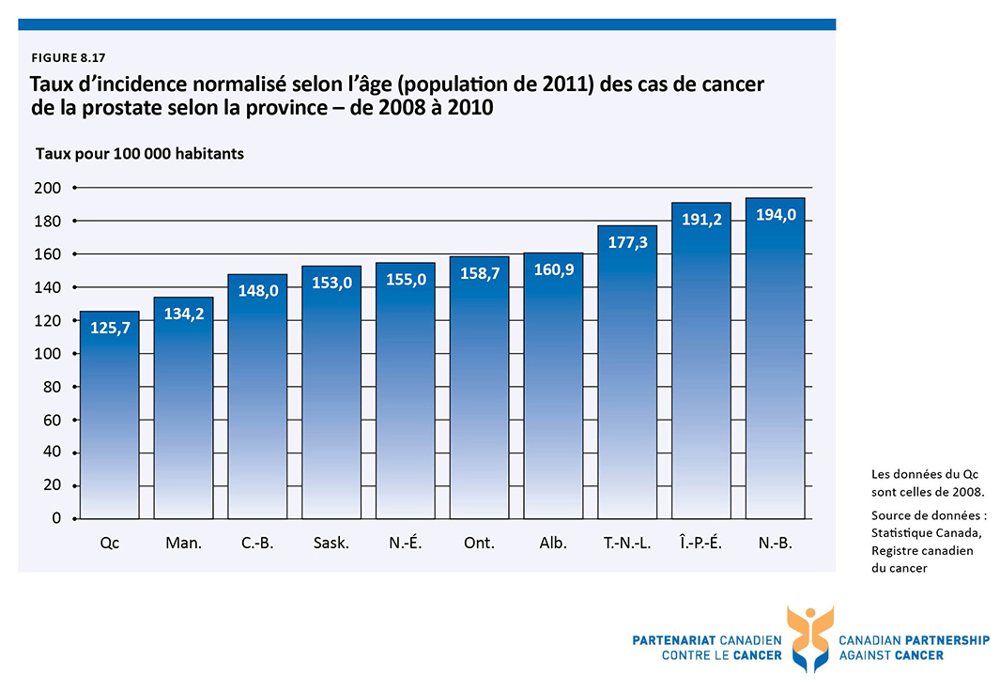 FIGURE 8.17
Taux d’incidence normalisé selon l’âge (population de 2011) des cas de cancer
de la prostate selon la province – de 2008 à 2010
Taux pour 100 000 habitants
200
180
160
140
120
100
80
60
40
20
0
125,7
134,2
148,0
153,0
155,0
158,7
160,9
177,3
191,2
194,0
Qc Man. C.-B. Sask. N.-É. Ont. Alb. T.-N.-L. Î.-P.-É. N.-B.
Les données du Qc
sont celles de 2008.
Source de données :
Statistique Canada,
Registre canadien
du cancer
PARTENARIAT CANADIEN
CONTRE LE CANCER
CANADIAN PARTNERSHIP
AGAINST CANCER